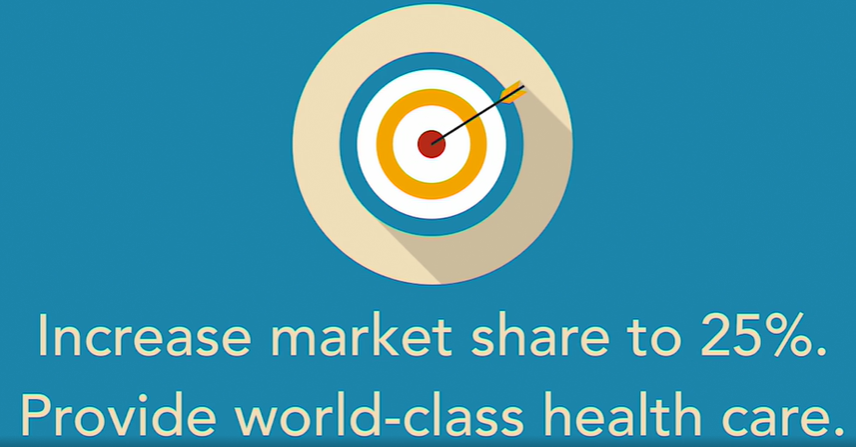 Increase market share to 25%.
Provide world-class health care.